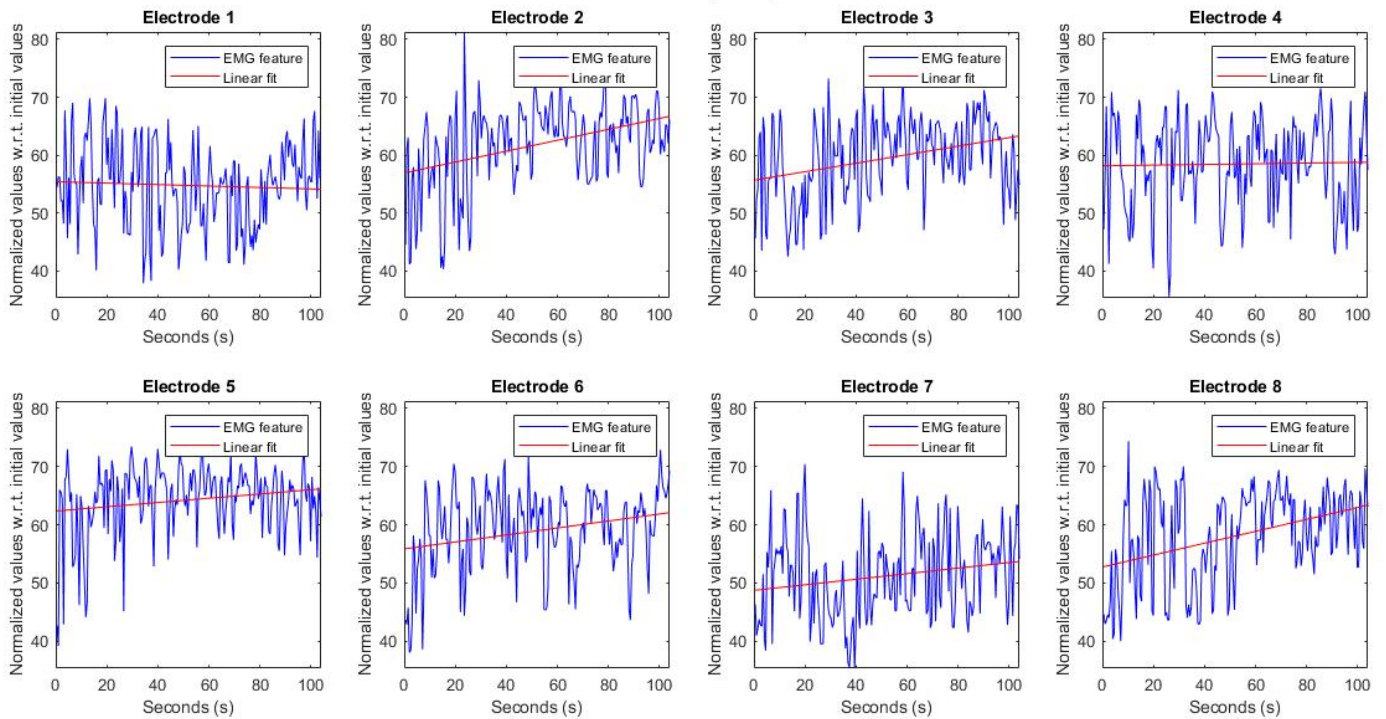 Electrode 1
Electrode 2
Electrode 3
Electrode 4
80
70
60
50
40
Normalized values w.r.t. initial values
EMG feature
Linear fit
0
20
40
60
80
100
Seconds (s)
80
70
60
50
40
Normalized values w.r.t. initial values
EMG feature
Linear fit
0
20
40
60
80
100
Seconds (s)
80
70
60
50
40
Normalized values w.r.t. initial values
EMG feature
Linear fit
0
20
40
60
80
100
Seconds (s)
80
70
60
50
40
Normalized values w.r.t. initial values
EMG feature
Linear fit
0
20
40
60
80
100
Seconds (s)
Electrode 5
Electrode 6
Electrode 7
Electrode 8
80
70
60
50
40
Normalized values w.r.t. initial values
EMG feature
Linear fit
0
20
40
60
80
100
Seconds (s)
80
70
60
50
40
Normalized values w.r.t. initial values
EMG feature
Linear fit
0
20
40
60
80
100
Seconds (s)
80
70
60
50
40
Normalized values w.r.t. initial values
EMG feature
Linear fit
0
20
40
60
80
100
Seconds (s)
80
70
60
50
40
Normalized values w.r.t. initial values
EMG feature
Linear fit
0
20
40
60
80
100
Seconds (s)